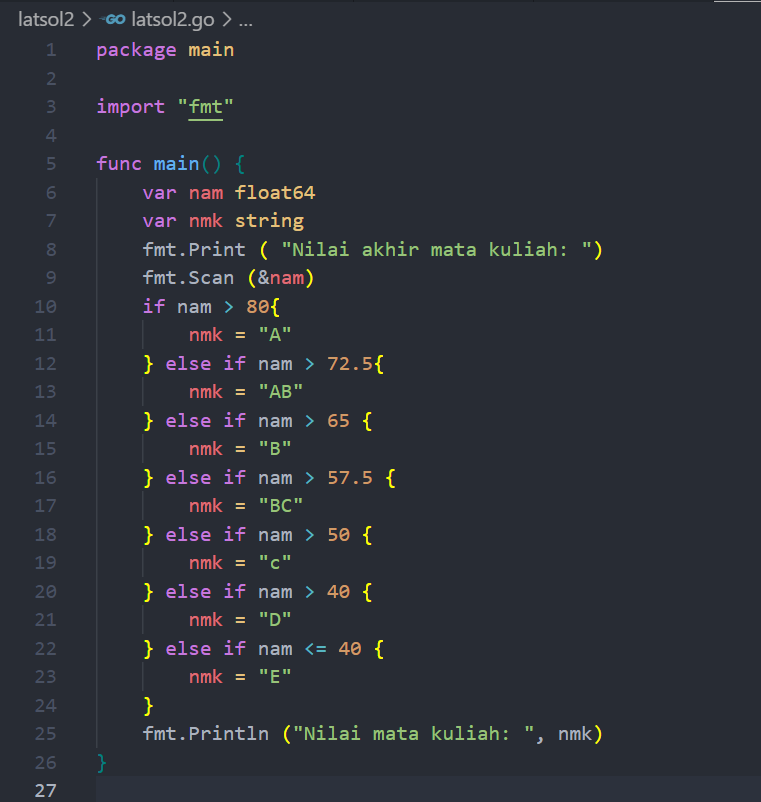 latsol2 > GO latsol2.go > ...
1 package main
2
3 import "fmt"
4
5 func main() {
6     var nam float64
7     var nmk string
8     fmt.Print ( "Nilai akhir mata kuliah: ")
9     fmt.Scan (&nam)
10     if nam > 80{
11         nmk = "A"
12     } else if nam > 72.5{
13         nmk = "AB"
14     } else if nam > 65 {
15         nmk = "B"
16     } else if nam > 57.5 {
17         nmk = "BC"
18     } else if nam > 50 {
19         nmk = "c"
20     } else if nam > 40 {
21         nmk = "D"
22     } else if nam <= 40 {
23         nmk = "E"
24     }
25     fmt.Println ("Nilai mata kuliah: ", nmk)
26 }
27